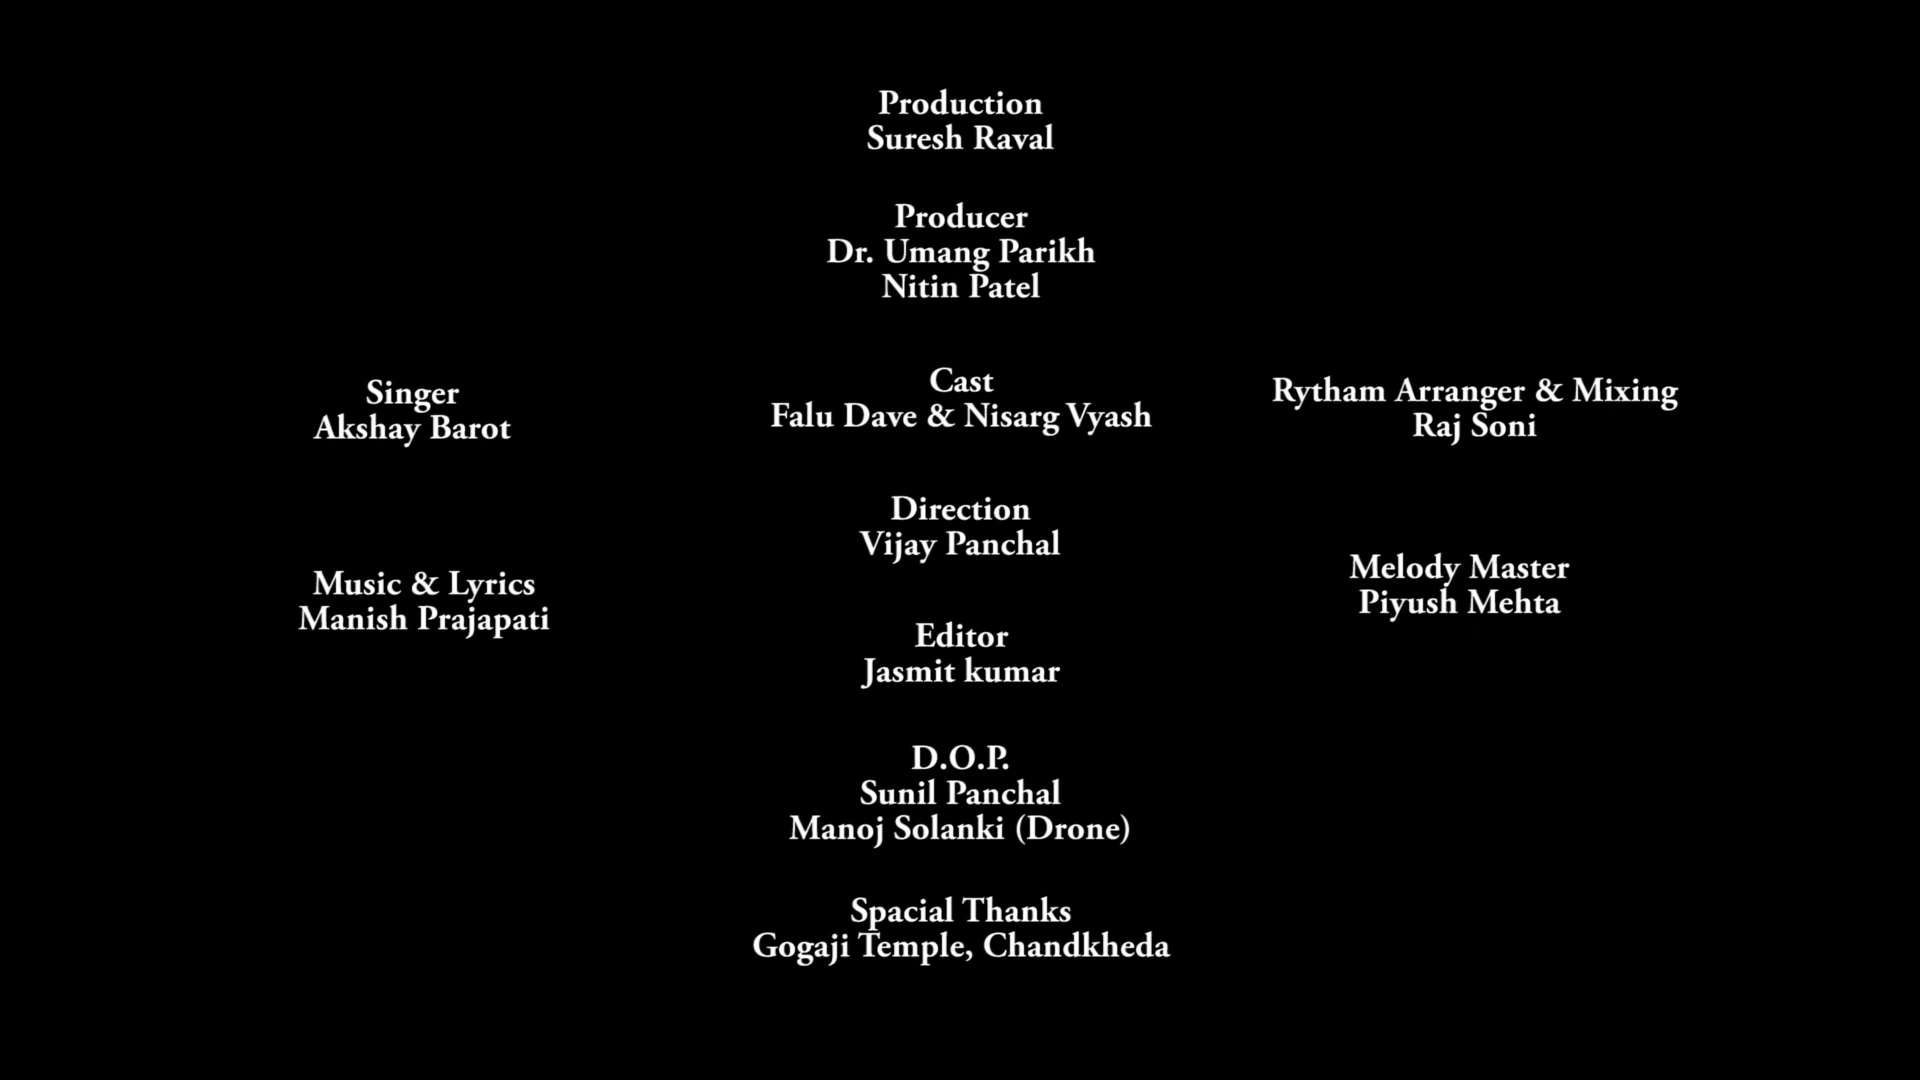 Production
Suresh Raval
Producer
Dr. Umang Parikh
Nitin Patel
Singer
Akshay Barot
Cast
Falu Dave & Nisarg Vyash
Rytham Arranger & Mixing
Raj Soni
Direction
Vijay Panchal
Music & Lyrics
Manish Prajapati
Melody Master
Piyush Mehta
Editor
Jasmit kumar
D.O.P.
Sunil Panchal
Manoj Solanki (Drone)
Spacial Thanks
Gogaji Temple, Chandkheda